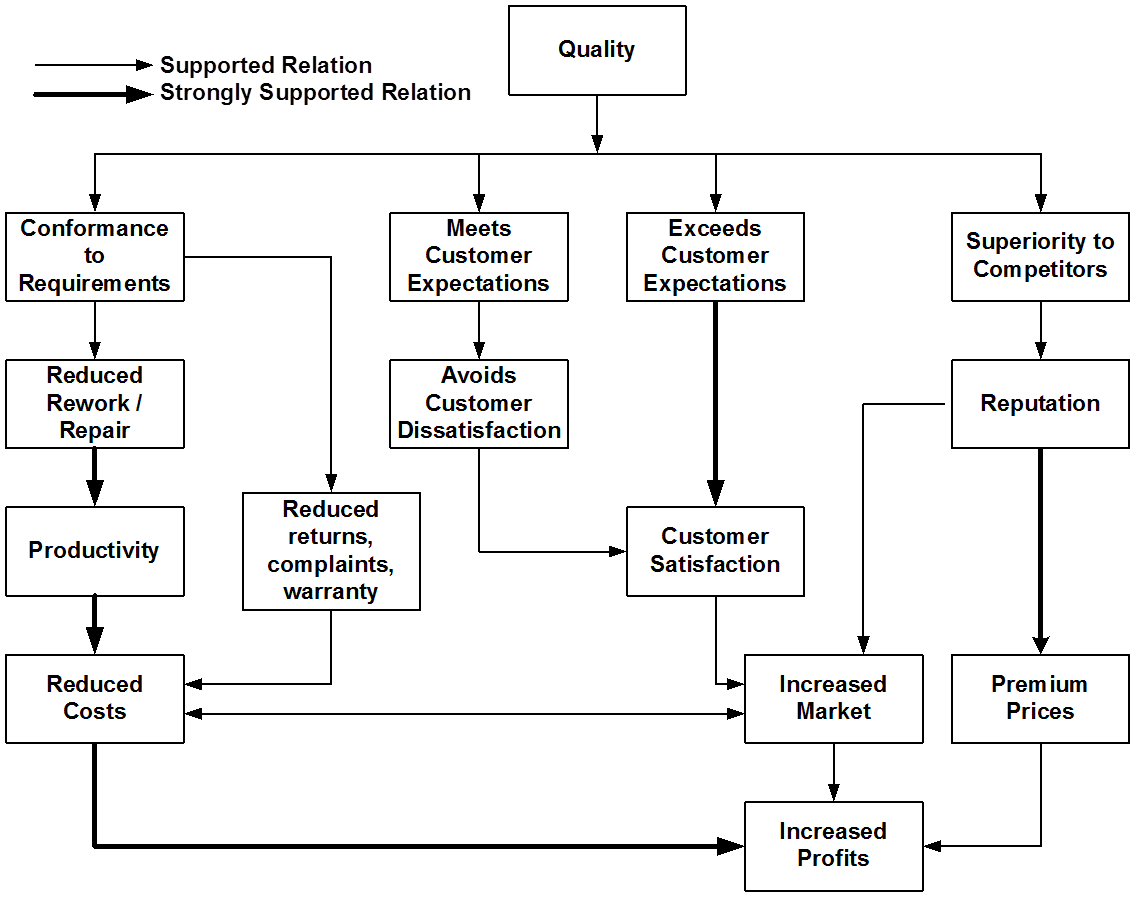 Quality
Supported Relation
Strongly Supported Relation
Conformance
to
Requirements
Meets
Customer
Expectations
Exceeds
Customer
Expectations
Superiority to
Competitors
Reduced
Rework /
Repair
Avoids
Customer
Dissatisfaction
Reputation
Productivity
Reduced
returns,
complaints,
warranty
Customer
Satisfaction
Reduced
Costs
Increased
Market
Premium
Prices
Increased
Profits